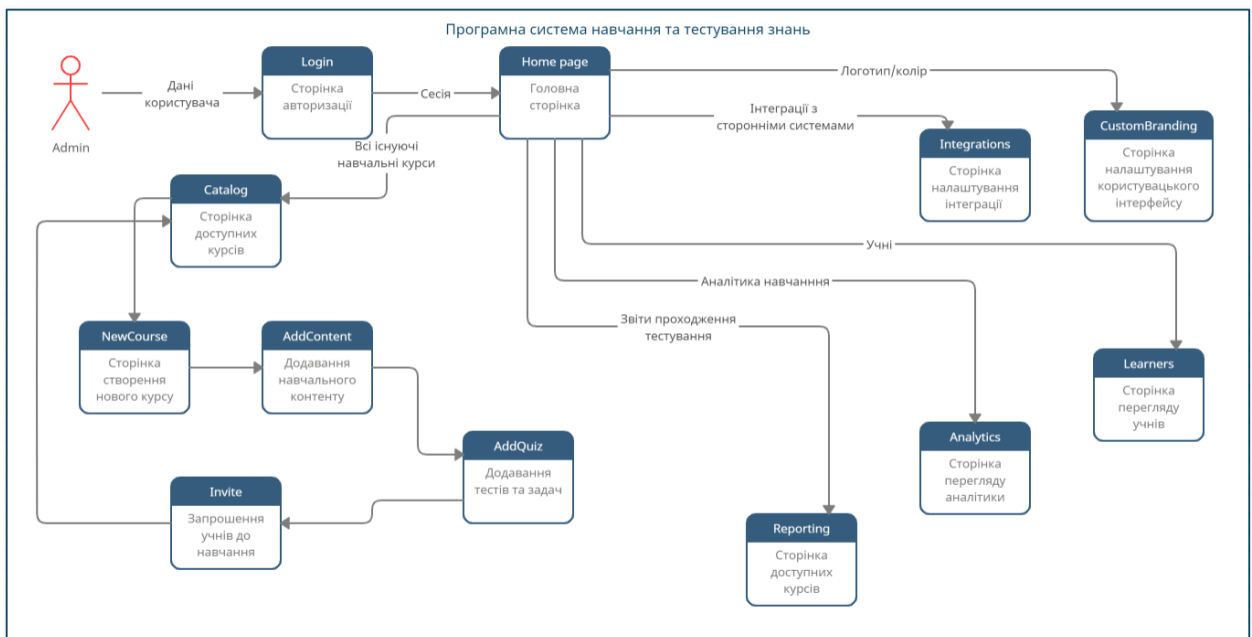 Програмна система навчання та тестування знань
Login
Сторінка
авторизації
Home page
Головна
сторінка
Логотип/колір
Дані
користувача
Сесія
Admin
Інтеграції з
сторонніми системами
CustomBranding
Сторінка
налаштування
користувацького
інтерфейсу
Integrations
Сторінка
налаштування
інтеграції
Всі існуючі
навчальні курси
Catalog
Сторінка
доступних
курсів
Учні
Аналітика навчанння
Звіти проходження
тестування
NewCourse
Сторінка
створення
нового курсу
AddContent
Додавання
навчального
контенту
Learners
Сторінка
перегляду
учнів
AddQuiz
Додавання
тестів та задач
Analytics
Сторінка
перегляду
аналітики
Invite
Запрошення
учнів до
навчання
Reporting
Сторінка
доступних
курсів